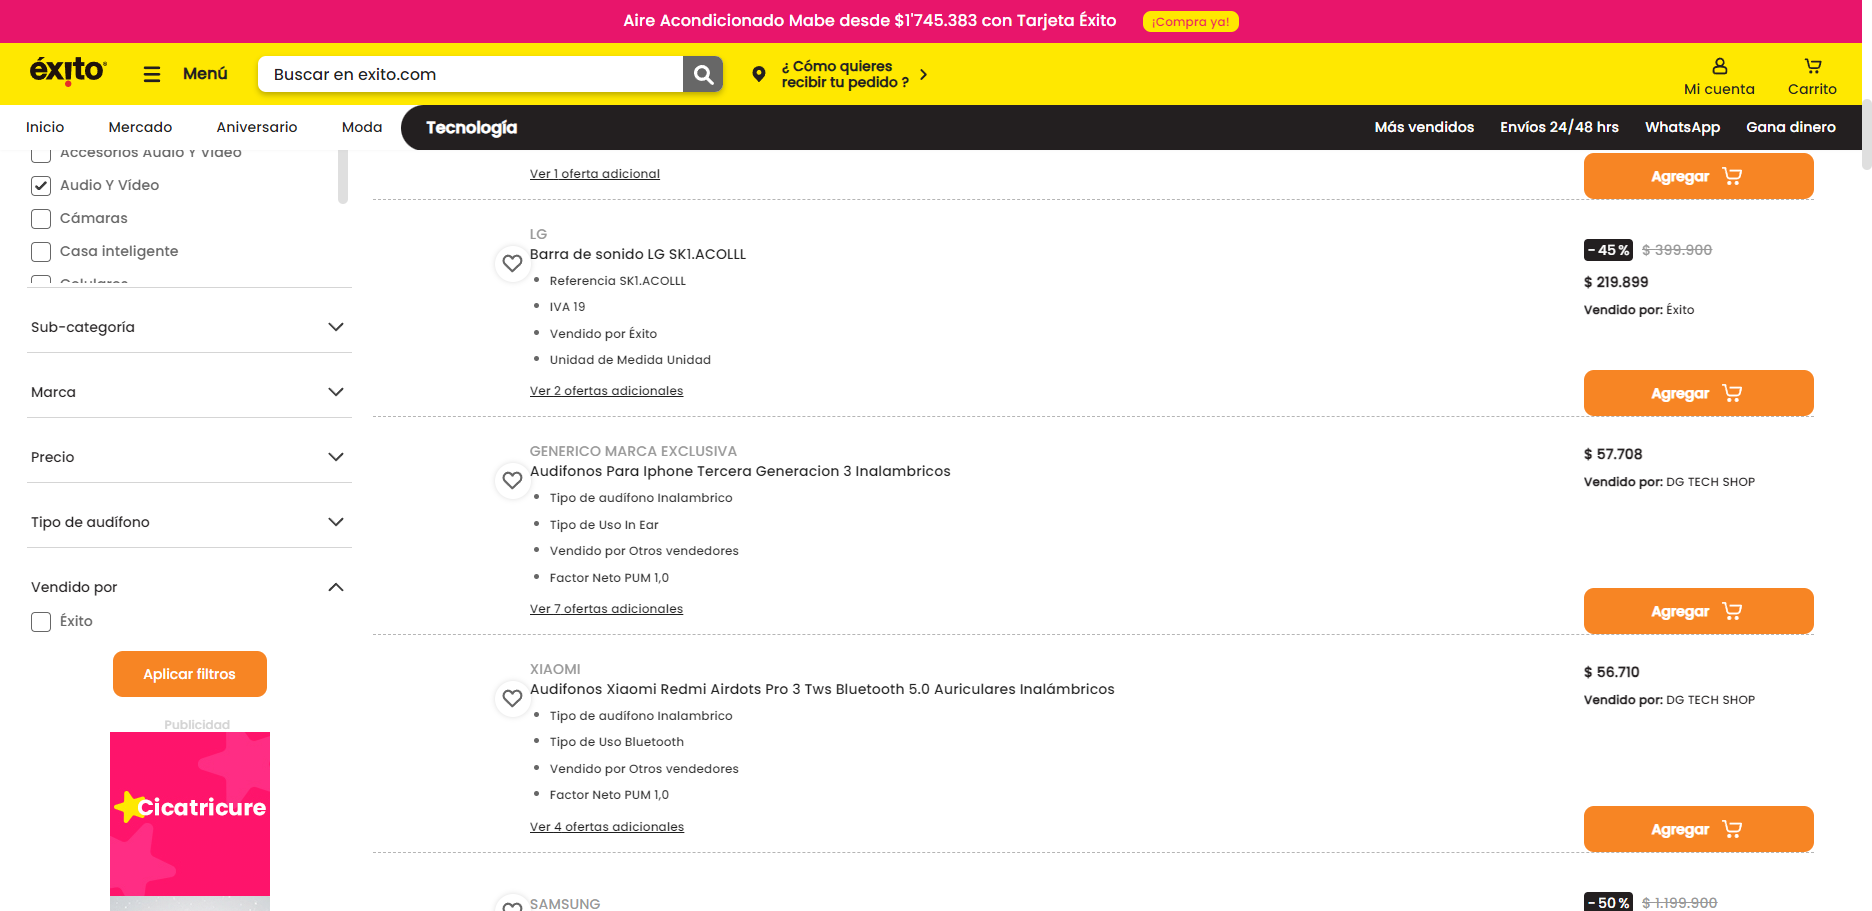 Aire Acondicionado Mabe desde $1'745.383 con Tarjeta Éxito
¡Compra ya!
éxito
Menú
Buscar en exito.com
¿ Cómo quieres
recibir tu pedido ?
Mi cuenta
Carrito
Inicio
Mercado
Aniversario
Moda
Tecnología
Más vendidos
Envíos 24/48 hrs
WhatsApp
Gana dinero
Accesorios Audio Y Video
Audio Y Vídeo
Cámaras
Casa inteligente
Celulares
Sub-categoría
Marca
Precio
Tipo de audífono
Vendido por
Éxito
Aplicar filtros
Publicidad
Cicatricure
Ver 1 oferta adicional
Agregar
LG
Barra de sonido LG SK1.ACOLLL
Referencia SK1.ACOLLL
IVA 19
Vendido por Éxito
Unidad de Medida Unidad
Ver 2 ofertas adicionales
-45% $ 399.900
$ 219.899
Vendido por: Éxito
Agregar
GENERICO MARCA EXCLUSIVA
Audifonos Para Iphone Tercera Generacion 3 Inalambricos
Tipo de audífono Inalambrico
Tipo de Uso In Ear
Vendido por Otros vendedores
Factor Neto PUM 1,0
Ver 7 ofertas adicionales
$ 57.708
Vendido por: DG TECH SHOP
Agregar
XIAOMI
Audifonos Xiaomi Redmi Airdots Pro 3 Tws Bluetooth 5.0 Auriculares Inalámbricos
Tipo de audífono Inalambrico
Tipo de Uso Bluetooth
Vendido por Otros vendedores
Factor Neto PUM 1,0
Ver 4 ofertas adicionales
$ 56.710
Vendido por: DG TECH SHOP
Agregar
SAMSUNG
-50% $ 1.199.900